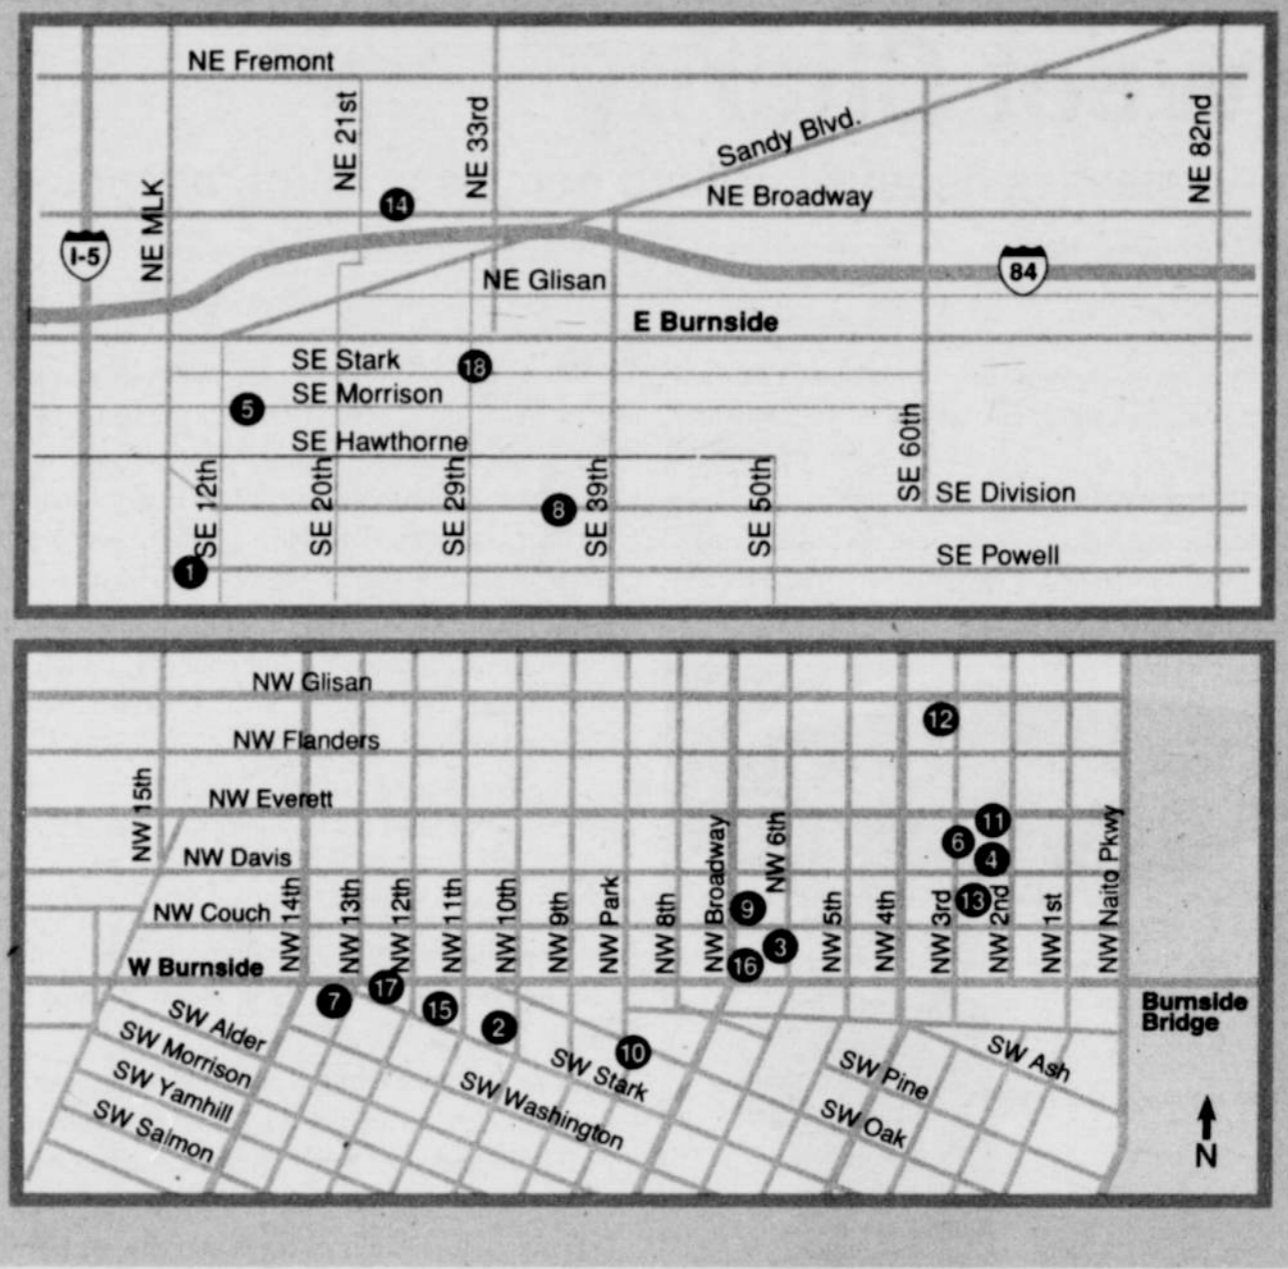 NE Fremont
NE 21st
NE 33rd
Sandy Blvd.
NE 82nd
NE MLK
14
NE Broadway
I-5
84
NE Glisan
E Burnside
SE Stark
18
SE Morrison
5
SE Hawthorne
SE 12th
SE 20th
SE 29th
8
SE 39th
SE 50th
SE 60th
SE Division
1
SE Powell
NW Glisan
12
NW Flanders
NW 15th
NW Everett
11
6
4
NW Davis
NW Couch
NW 14th
NW 13th
NW 12th
NW 11th
NW 10th
NW 9th
NW Park
NW 8th
NW Broadway
9
NW 6th
3
16
NW 5th
NW 4th
NW 3rd
13
NW 2nd
NW 1st
NW Naito Pkwy
W Burnside
7
17
15
2
10
Burnside
Bridge
SW Alder
SW Morrison
SW Yamhill
SW Salmon
SW Stark
SW Washington
SW Pine
SW Oak
SW Ash
N